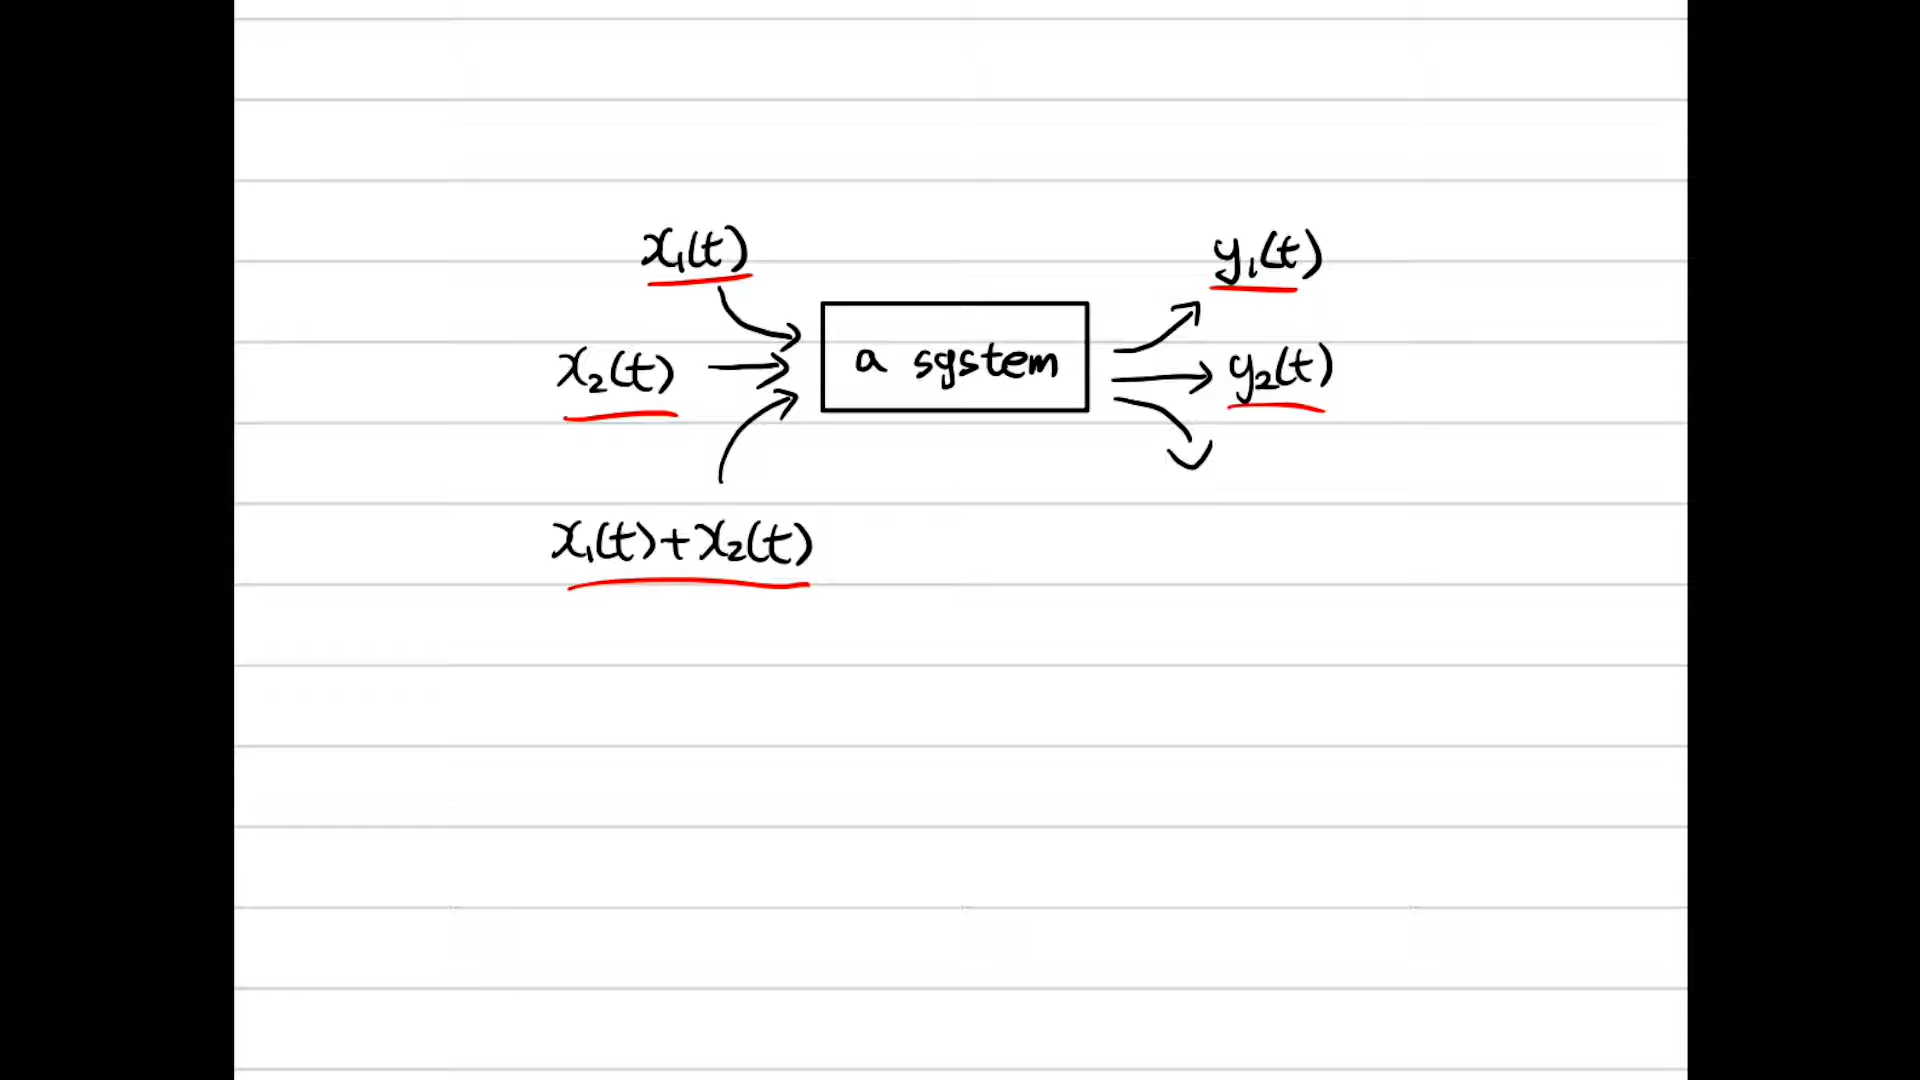 x₁(t)
y₁(t)
x₂(t)
a system
y₂(t)
x₁(t)+x₂(t)